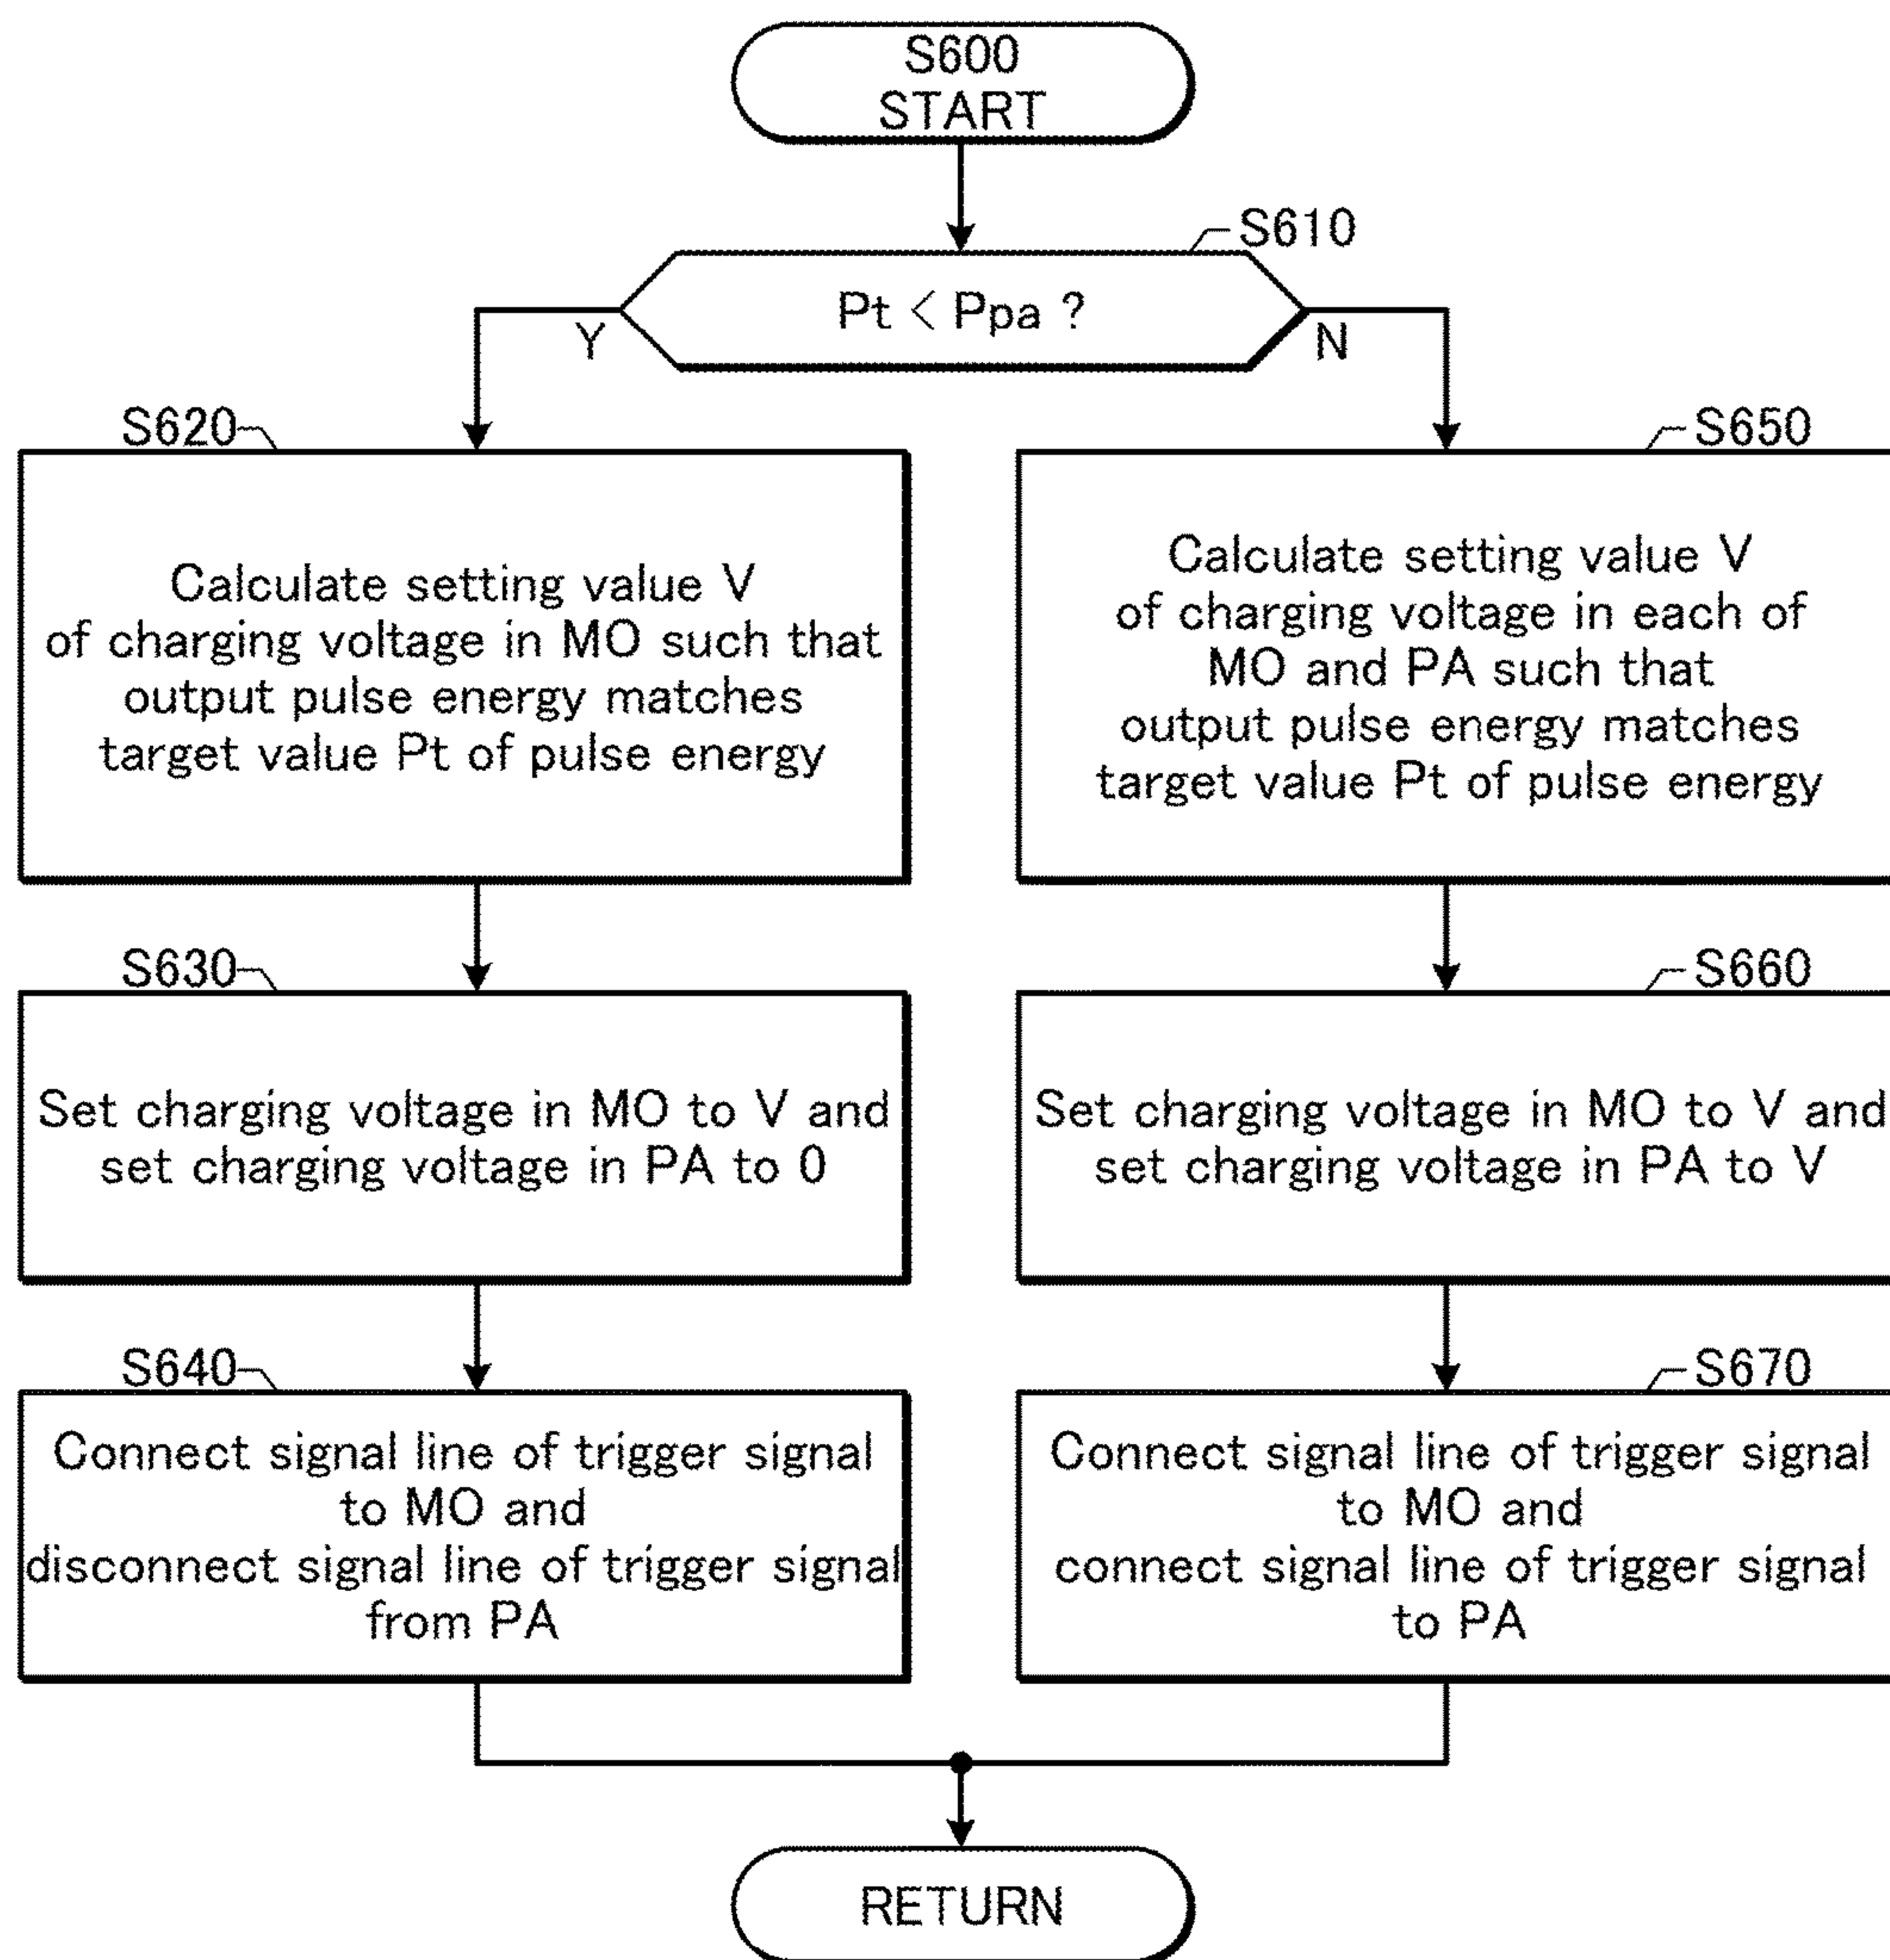 S600
START
S610
Pt < Ppa ?
Y
N
S620
Calculate setting value V
of charging voltage in MO such that
output pulse energy matches
target value Pt of pulse energy
S630
Set charging voltage in MO to V and
set charging voltage in PA to 0
S640
Connect signal line of trigger signal
to MO and
disconnect signal line of trigger signal
from PA
S650
Calculate setting value V
of charging voltage in each of
MO and PA such that
output pulse energy matches
target value Pt of pulse energy
S660
Set charging voltage in MO to V and
set charging voltage in PA to V
S670
Connect signal line of trigger signal
to MO and
connect signal line of trigger signal
to PA
RETURN